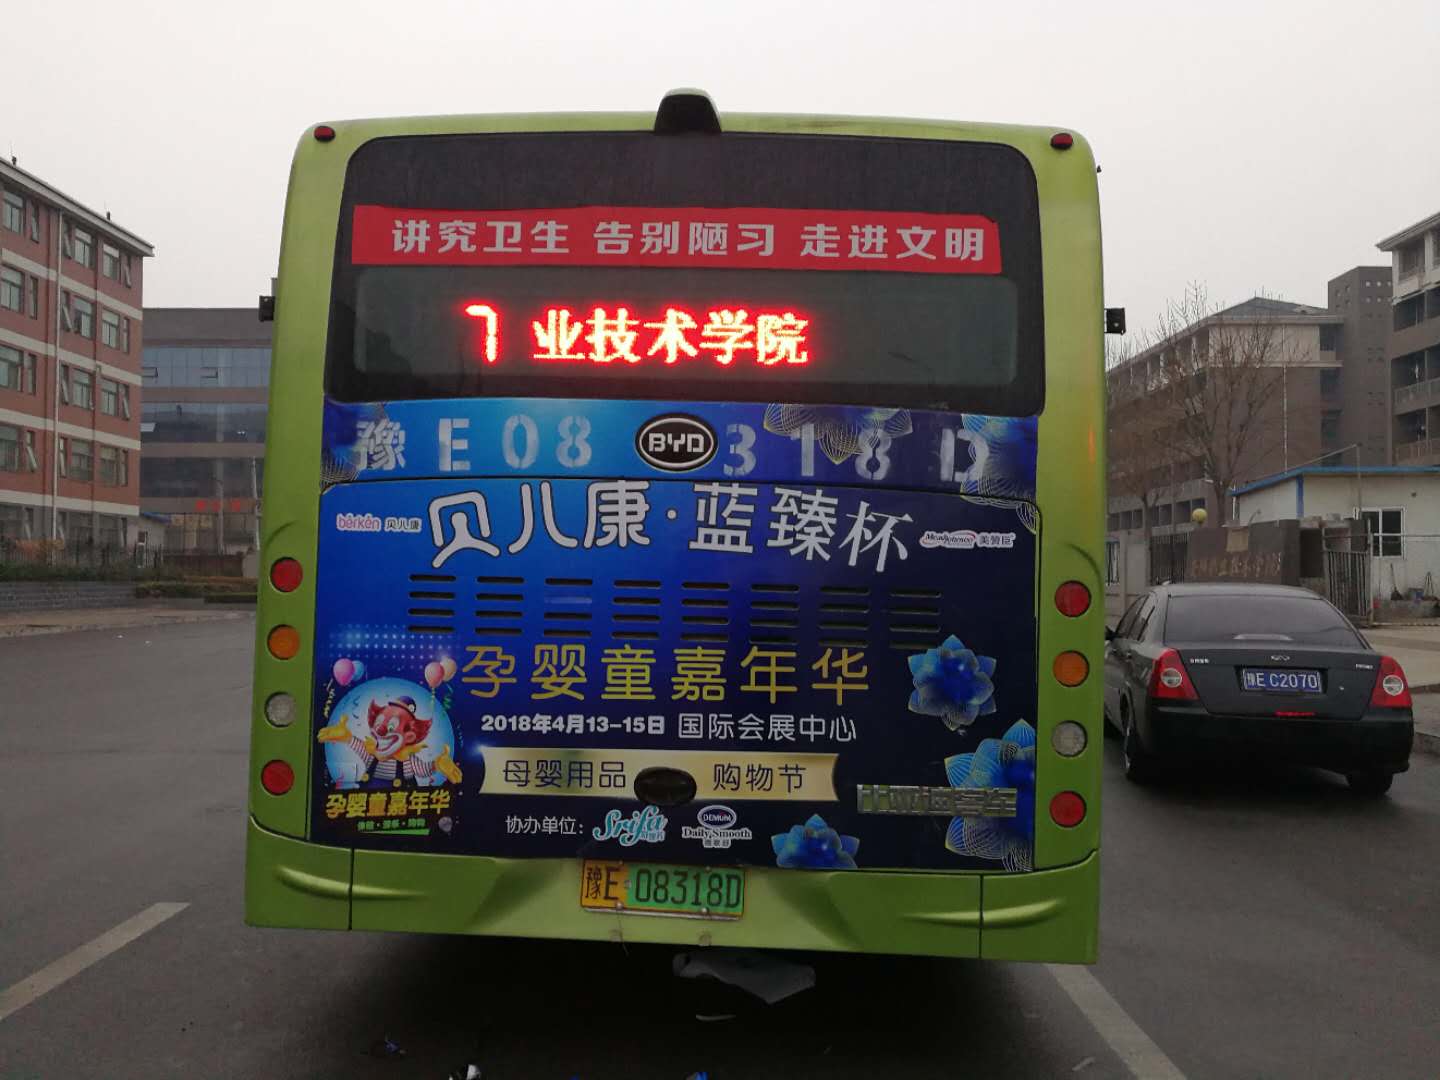 讲究卫生 告别陋习 走进文明
业技术学院
豫E08 BYD 318D
berken 贝儿康
贝儿康·蓝臻杯
美赞臣
孕婴童嘉年华
2018年4月13-15日 国际会展中心
母婴用品 购物节
孕婴童嘉年华
协办单位: Srifa
DEMUM
Daily Smooth
豫E·08318D
豫E C2070